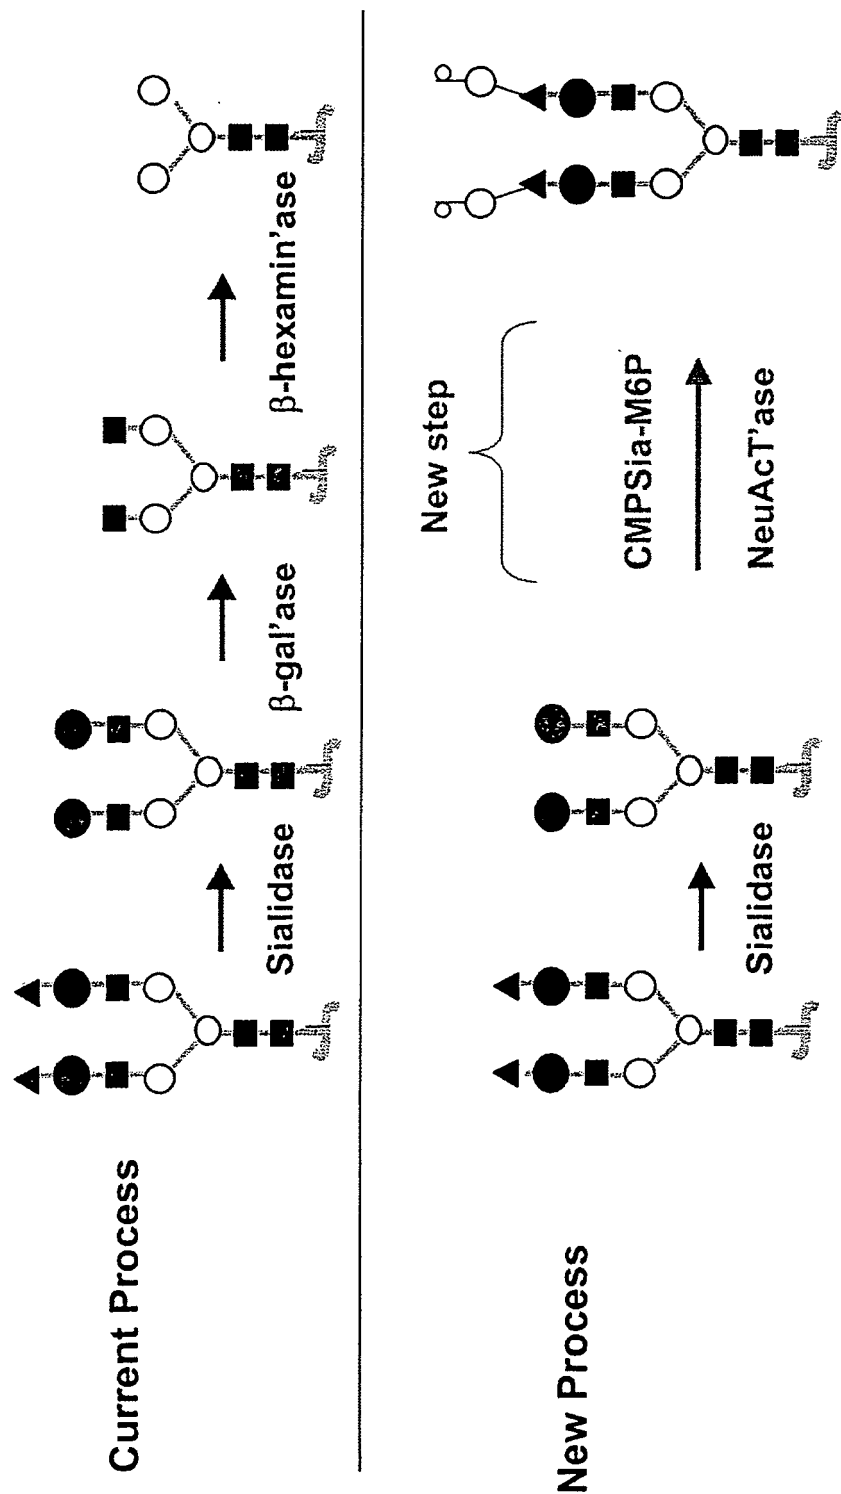 Current Process
Sialidase
β-gal'ase
β-hexamin'ase
New Process
Sialidase
New step
CMPSia-M6P
NeuAcT'ase